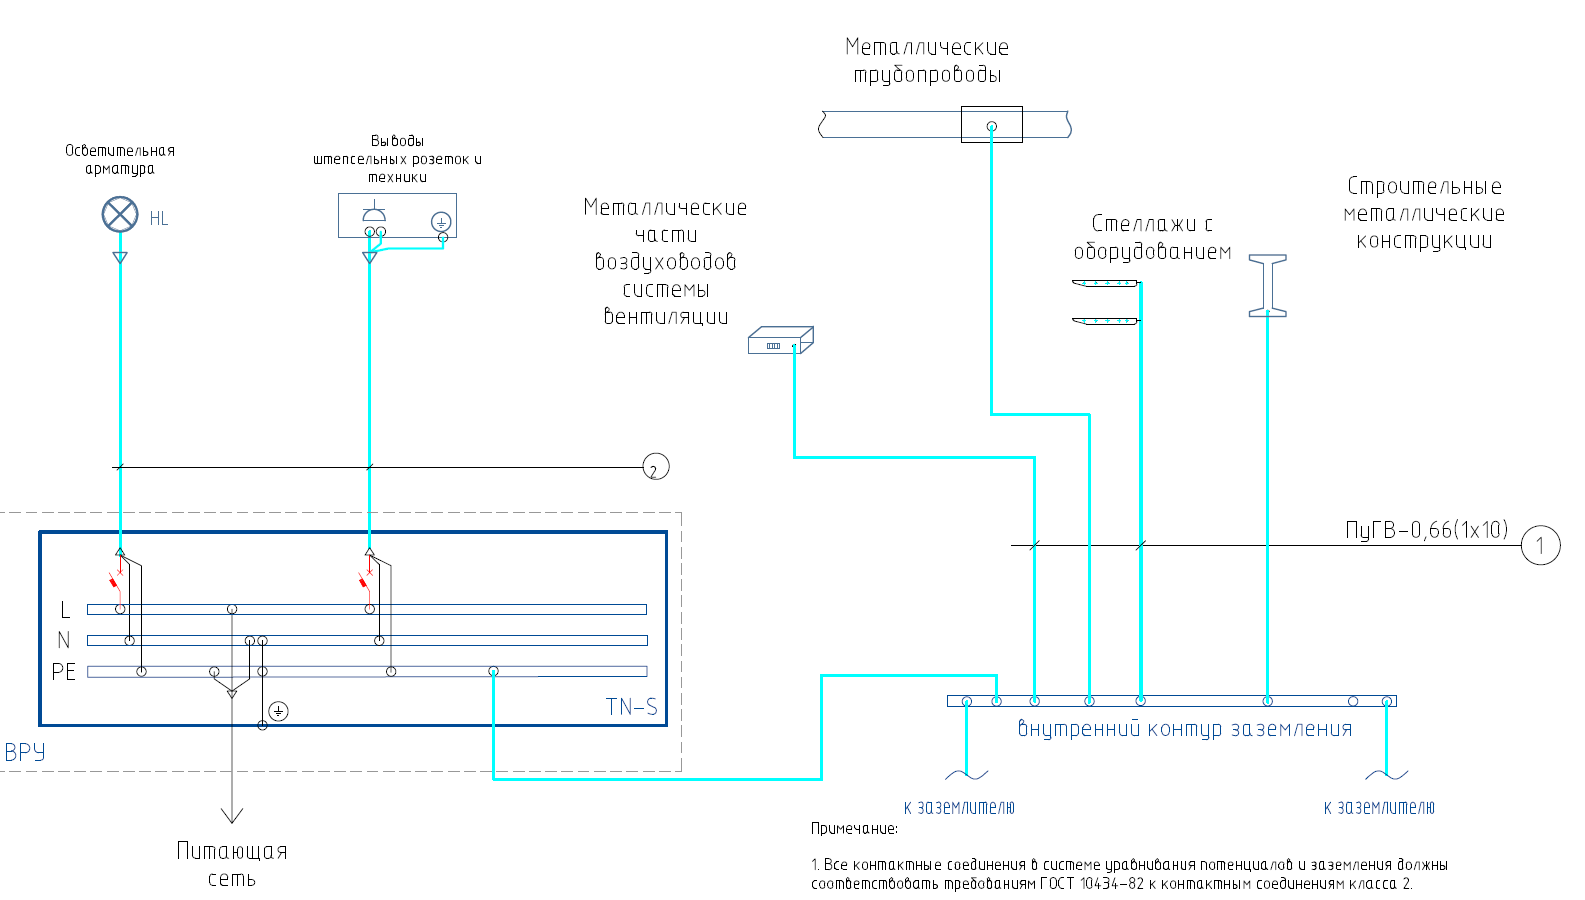 Металлические
трубопроводы
Осветительная
арматура
HL
Выводы
штепсельных розеток и
техники
Металлические
части
воздуховодов
системы
вентиляции
Стеллажи с
оборудованием
Строительные
металлические
конструкции
2
ПуГВ-0,66(1х10)
1
L
N
PE
TN-S
ВРУ
внутренний контур заземления
к заземлителю
к заземлителю
Питающая
сеть
Примечание:
1. Все контактные соединения в системе уравнивания потенциалов и заземления должны
соответствовать требованиям ГОСТ 10434-82 к контактным соединениям класса 2.